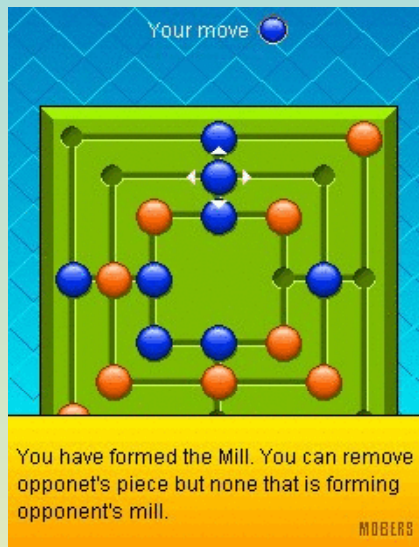 Your move
You have formed the Mill. You can remove
opponet's piece but none that is forming
opponent's mill.
MOBERS